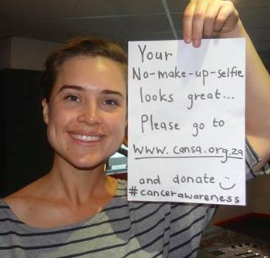 Your
No-make-up-selfie
looks great...
Please go to
www.cansa.org.za
and donate
#cancerawareness